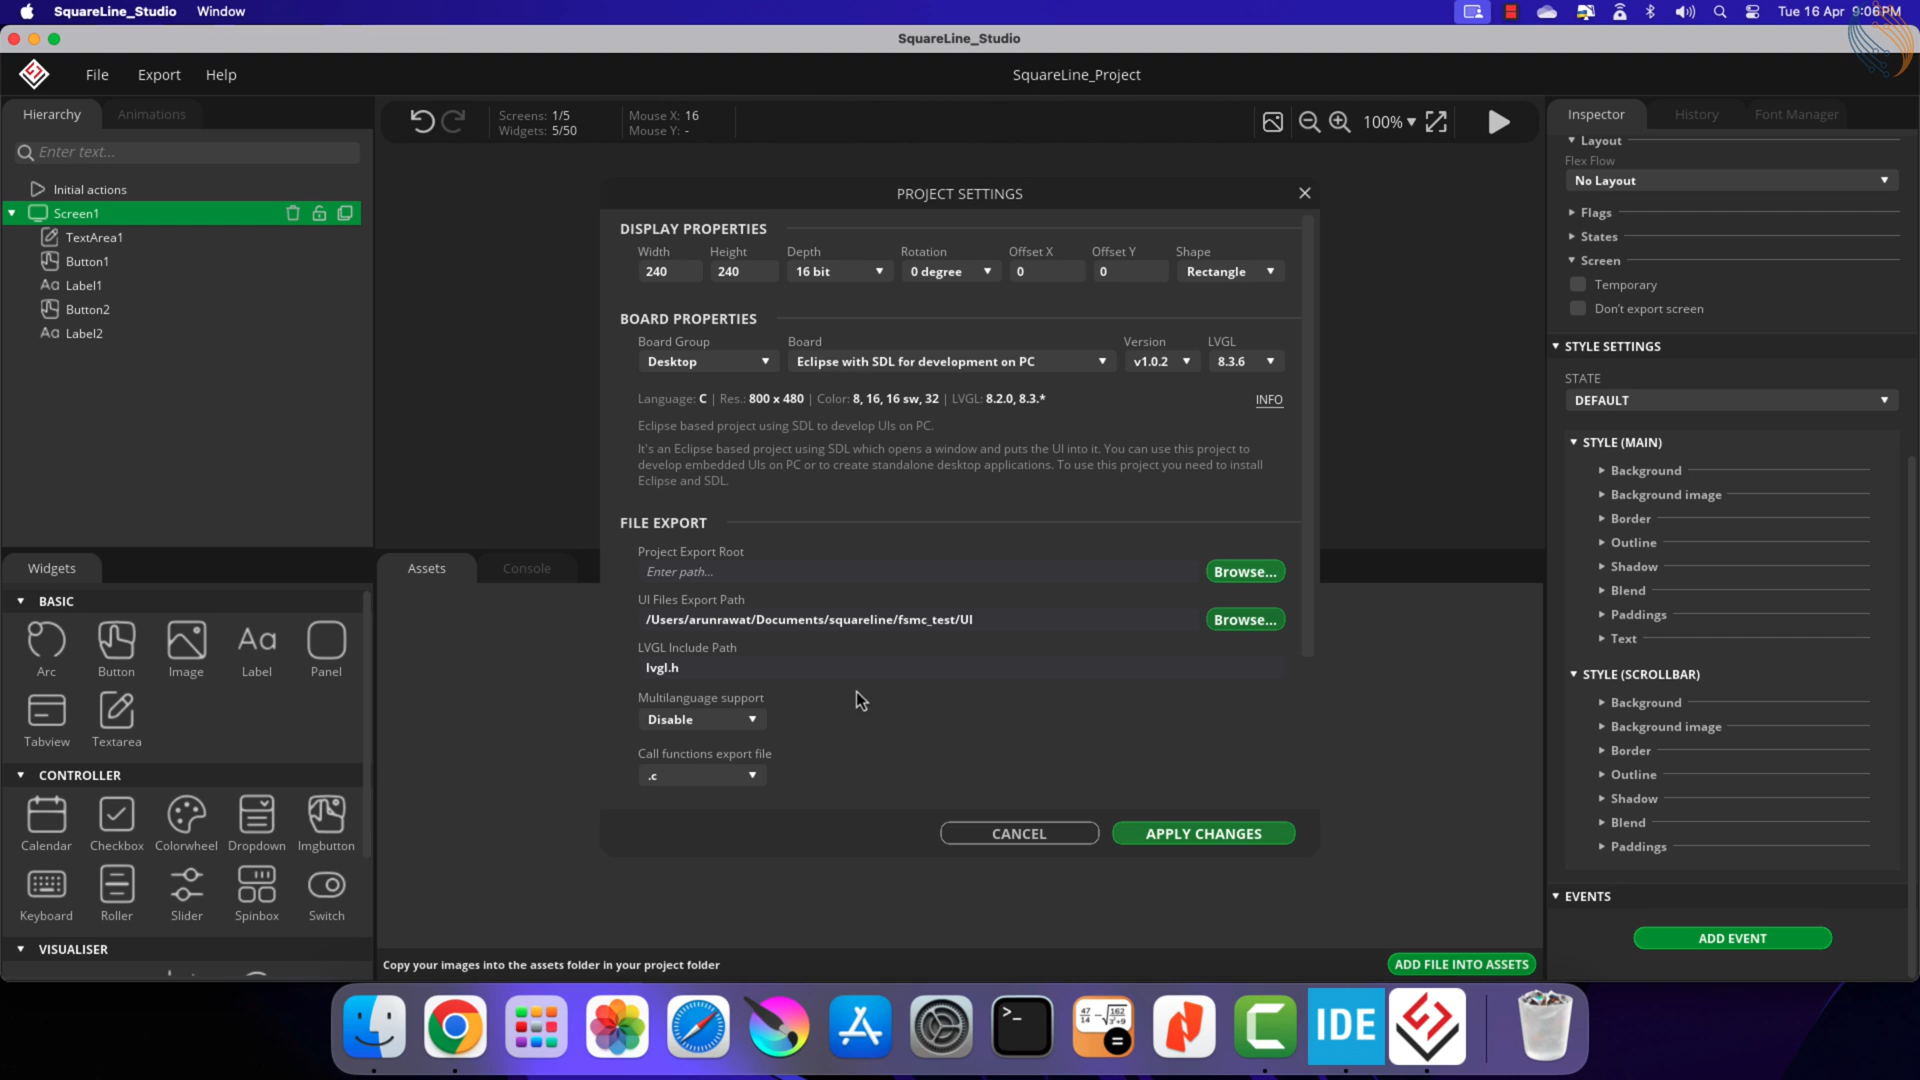 SquareLine_Studio Window Tue 16 Apr 9:06PM
SquareLine_Studio
File Export Help SquareLine_Project
Hierarchy Animations
Enter text...
Initial actions
Screen1
TextArea1
Button1
Label1
Button2
Label2
Screens: 1/5
Widgets: 5/50
Mouse X: 16
Mouse Y: -
100%
PROJECT SETTINGS
DISPLAY PROPERTIES
Width Height Depth Rotation Offset X Offset Y Shape
240 240 16 bit 0 degree 0 0 Rectangle
BOARD PROPERTIES
Board Group Board Version LVGL
Desktop Eclipse with SDL for development on PC v1.0.2 8.3.6
Language: C | Res.: 800 x 480 | Color: 8, 16, 16 sw, 32 | LVGL: 8.2.0, 8.3.* INFO
Eclipse based project using SDL to develop UIs on PC.
It's an Eclipse based project using SDL which opens a window and puts the UI into it. You can use this project to
develop embedded UIs on PC or to create standalone desktop applications. To use this project you need to install
Eclipse and SDL.
FILE EXPORT
Project Export Root
Enter path... Browse...
UI Files Export Path
/Users/arunrawat/Documents/squareline/fsmc_test/UI Browse...
LVGL Include Path
lvgl.h
Multilanguage support
Disable
Call functions export file
.c
CANCEL APPLY CHANGES
Inspector History Font Manager
Layout
Flex Flow
No Layout
Flags
States
Screen
Temporary
Don't export screen
STYLE SETTINGS
STATE
DEFAULT
STYLE (MAIN)
Background
Background image
Border
Outline
Shadow
Blend
Paddings
Text
STYLE (SCROLLBAR)
Background
Background image
Border
Outline
Shadow
Blend
Paddings
EVENTS
ADD EVENT
Widgets
BASIC
Aa
Arc Button Image Label Panel
Tabview Textarea
CONTROLLER
Calendar Checkbox Colorwheel Dropdown Imgbutton
Keyboard Roller Slider Spinbox Switch
VISUALISER
Assets Console
Copy your images into the assets folder in your project folder ADD FILE INTO ASSETS
IDE